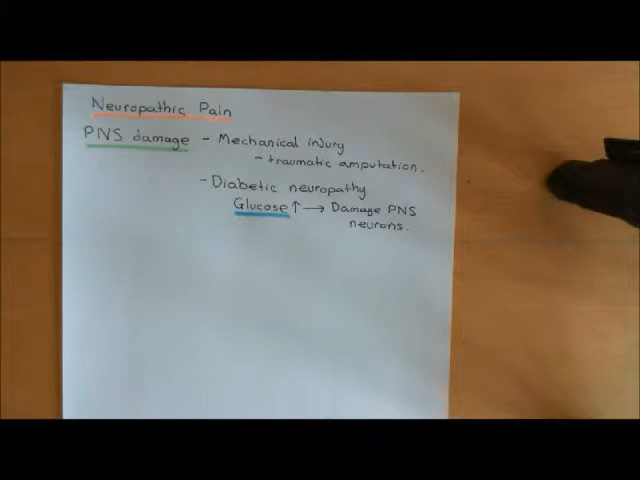 Neuropathic Pain
PNS damage - Mechanical injury
- traumatic amputation.
- Diabetic neuropathy
Glucose ↑ → Damage PNS
neurons.